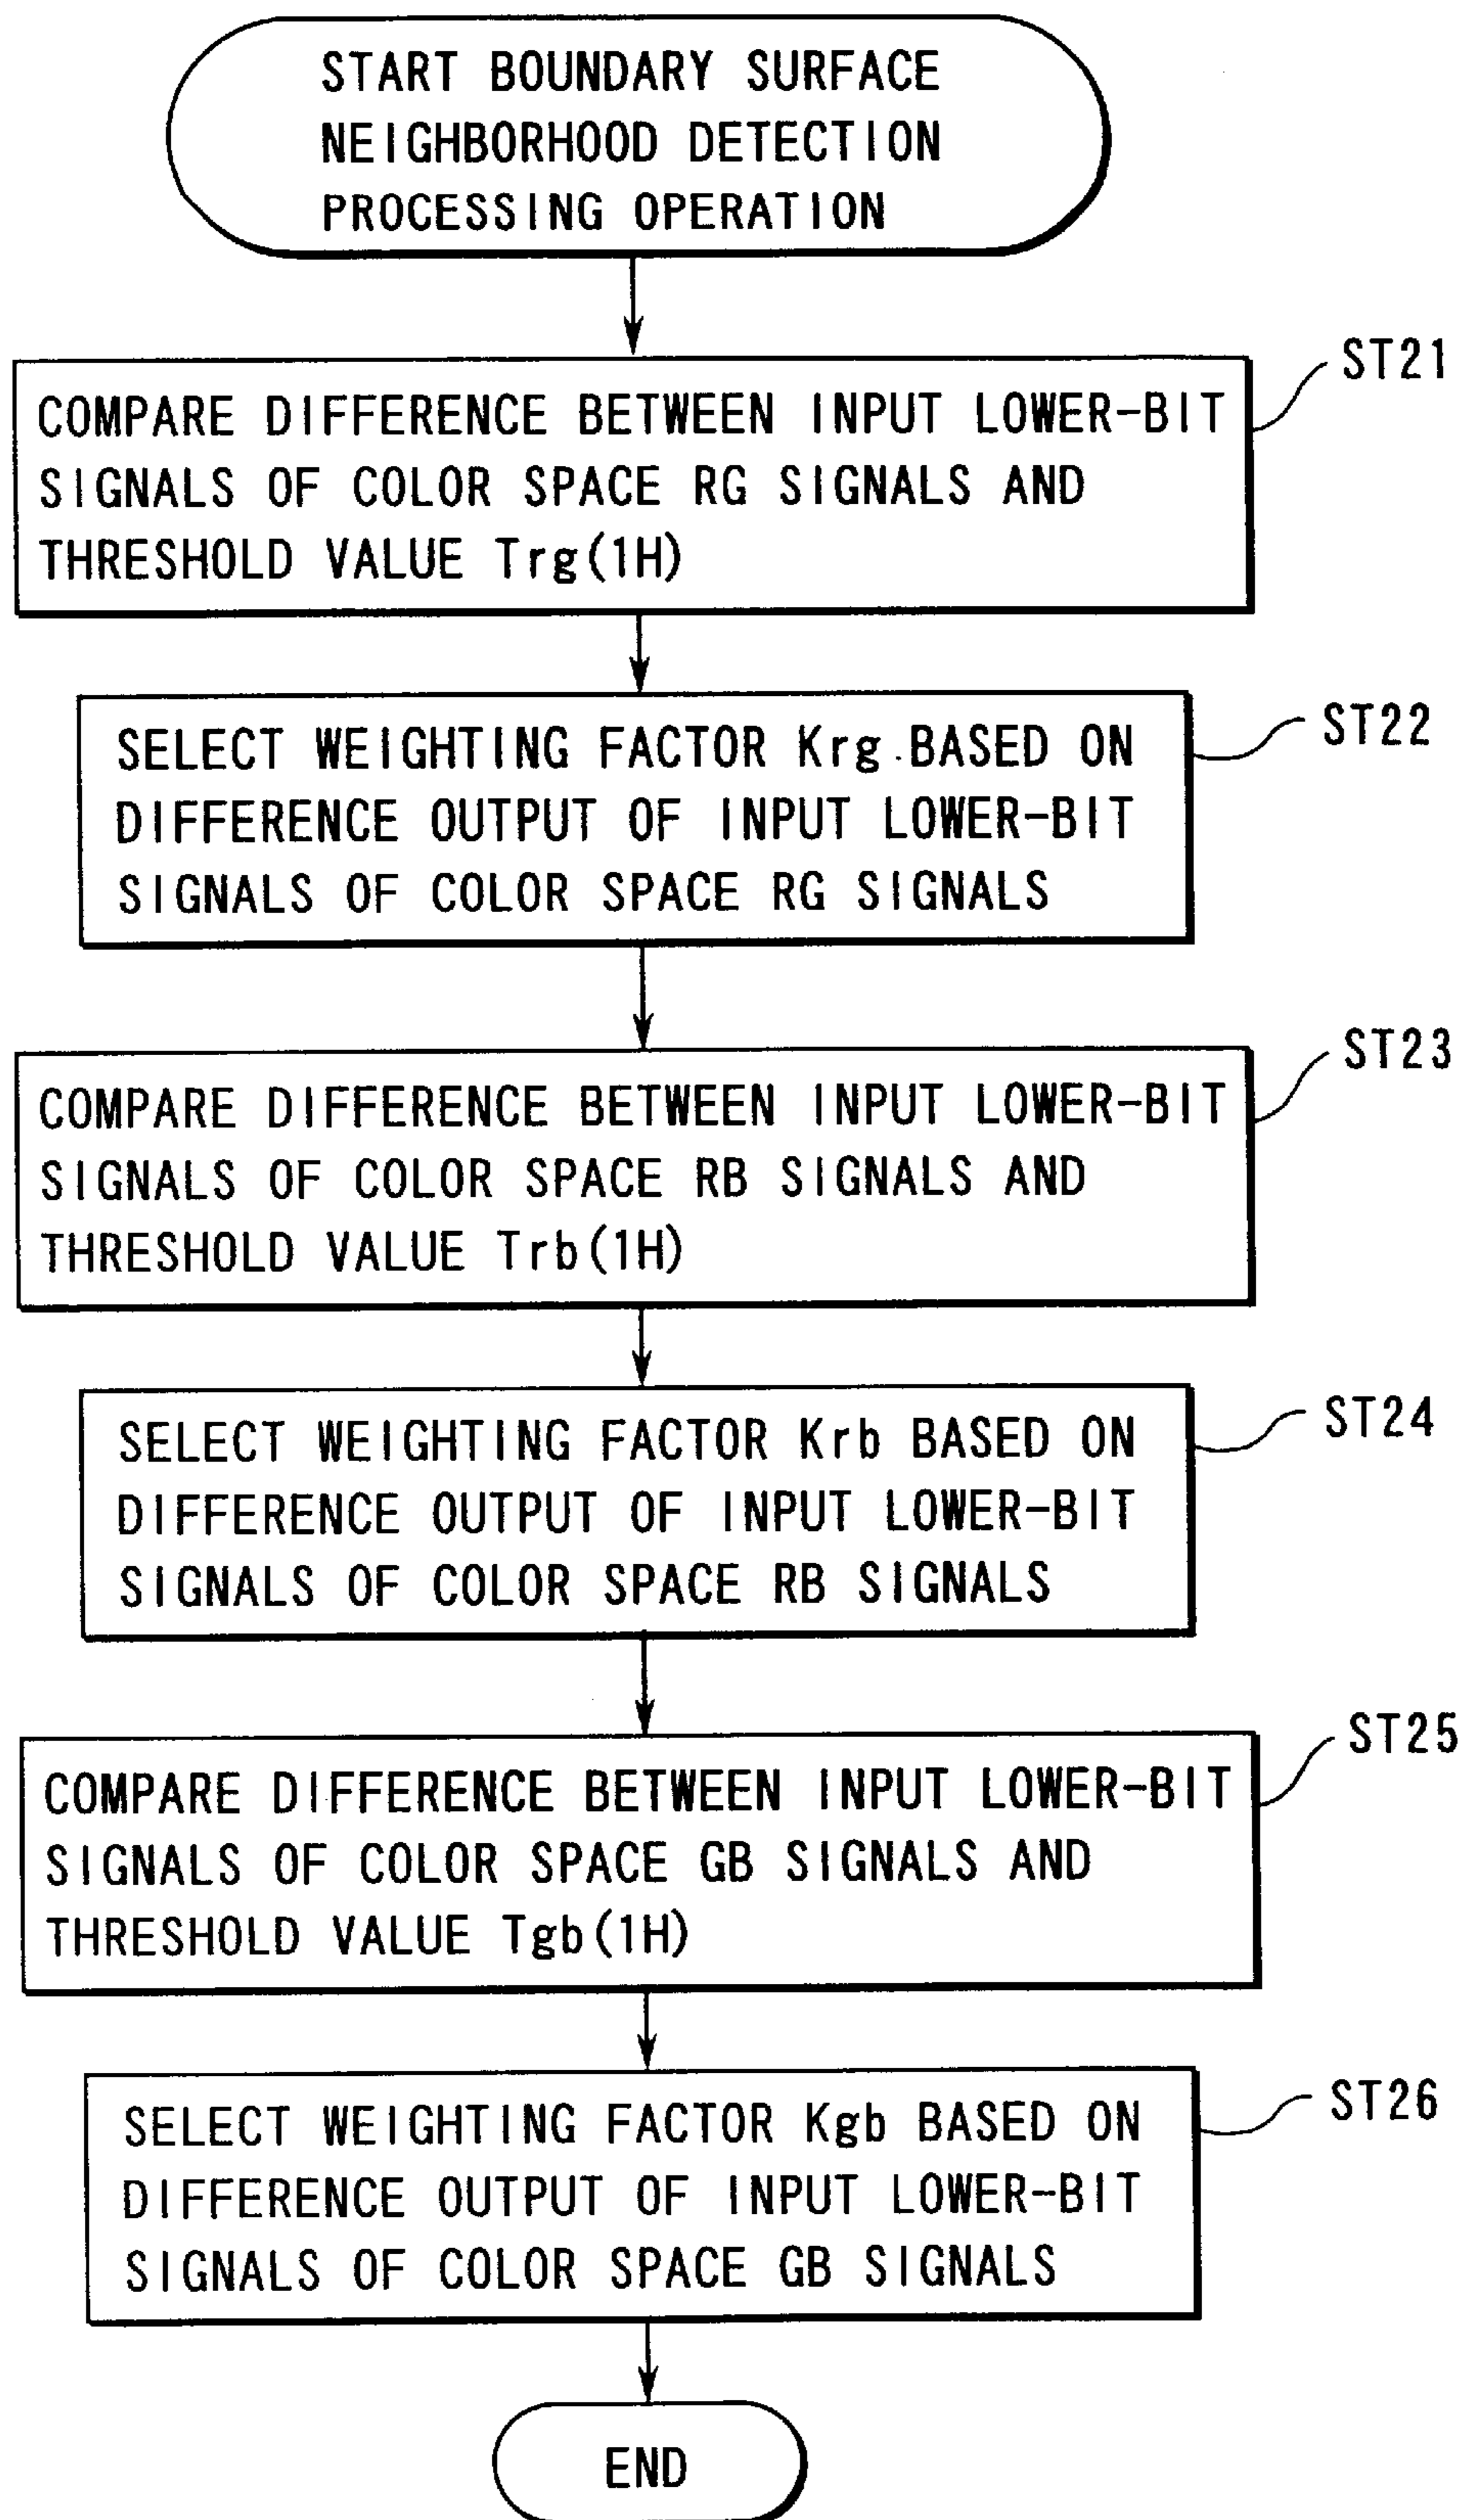 START BOUNDARY SURFACE
NEIGHBORHOOD DETECTION
PROCESSING OPERATION
ST21
COMPARE DIFFERENCE BETWEEN INPUT LOWER-BIT
SIGNALS OF COLOR SPACE RG SIGNALS AND
THRESHOLD VALUE Trg(1H)
ST22
SELECT WEIGHTING FACTOR Krg BASED ON
DIFFERENCE OUTPUT OF INPUT LOWER-BIT
SIGNALS OF COLOR SPACE RG SIGNALS
ST23
COMPARE DIFFERENCE BETWEEN INPUT LOWER-BIT
SIGNALS OF COLOR SPACE RB SIGNALS AND
THRESHOLD VALUE Trb(1H)
ST24
SELECT WEIGHTING FACTOR Krb BASED ON
DIFFERENCE OUTPUT OF INPUT LOWER-BIT
SIGNALS OF COLOR SPACE RB SIGNALS
ST25
COMPARE DIFFERENCE BETWEEN INPUT LOWER-BIT
SIGNALS OF COLOR SPACE GB SIGNALS AND
THRESHOLD VALUE Tgb(1H)
ST26
SELECT WEIGHTING FACTOR Kgb BASED ON
DIFFERENCE OUTPUT OF INPUT LOWER-BIT
SIGNALS OF COLOR SPACE GB SIGNALS
END